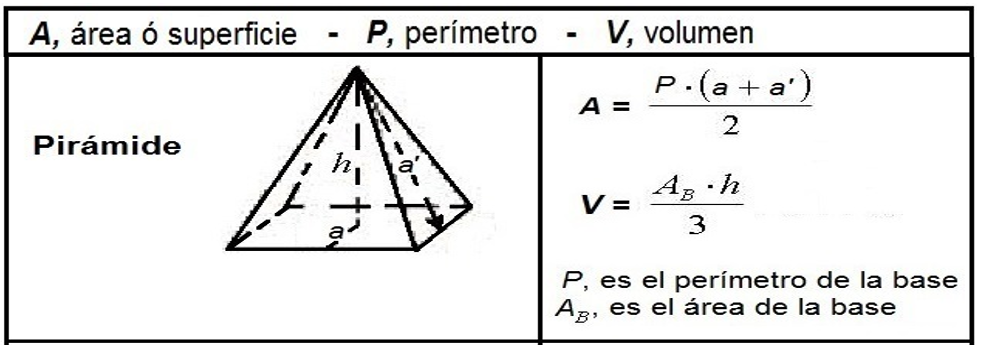 A, área ó superficie - P, perímetro - V, volumen
Pirámide
h
a'
a
A = P · (a + a') / 2
V = A_B · h / 3
P, es el perímetro de la base
A_B, es el área de la base